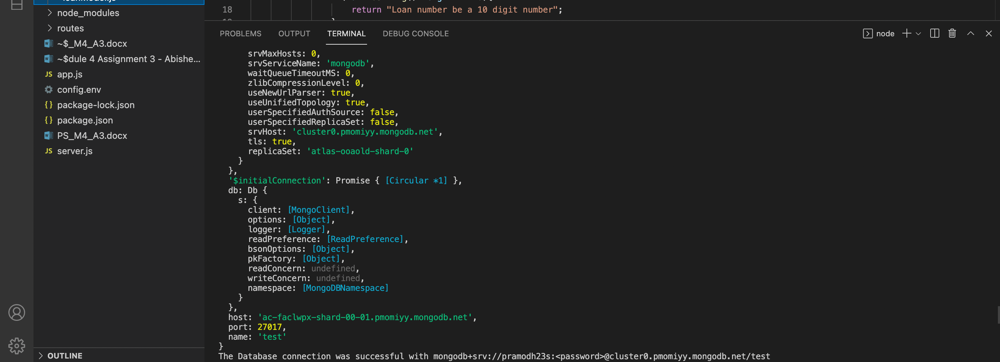 node_modules
routes
~$_M4_A3.docx
~$dule 4 Assignment 3 - Abishe...
JS app.js
config.env
{} package-lock.json
{} package.json
PS_M4_A3.docx
JS server.js
OUTLINE
18 return "Loan number be a 10 digit number";
PROBLEMS OUTPUT TERMINAL DEBUG CONSOLE node
srvMaxHosts: 0,
srvServiceName: 'mongodb',
waitQueueTimeoutMS: 0,
zlibCompressionLevel: 0,
useNewUrlParser: true,
useUnifiedTopology: true,
userSpecifiedAuthSource: false,
userSpecifiedReplicaSet: false,
srvHost: 'cluster0.pmomiyy.mongodb.net',
tls: true,
replicaSet: 'atlas-ooaold-shard-0'
}
},
'$initialConnection': Promise { [Circular *1] },
db: Db {
s: {
client: [MongoClient],
options: [Object],
logger: [Logger],
readPreference: [ReadPreference],
bsonOptions: [Object],
pkFactory: [Object],
readConcern: undefined,
writeConcern: undefined,
namespace: [MongoDBNamespace]
}
},
host: 'ac-faclwpx-shard-00-01.pmomiyy.mongodb.net',
port: 27017,
name: 'test'
}
The Database connection was successful with mongodb+srv://pramodh23s:<password>@cluster0.pmomiyy.mongodb.net/test